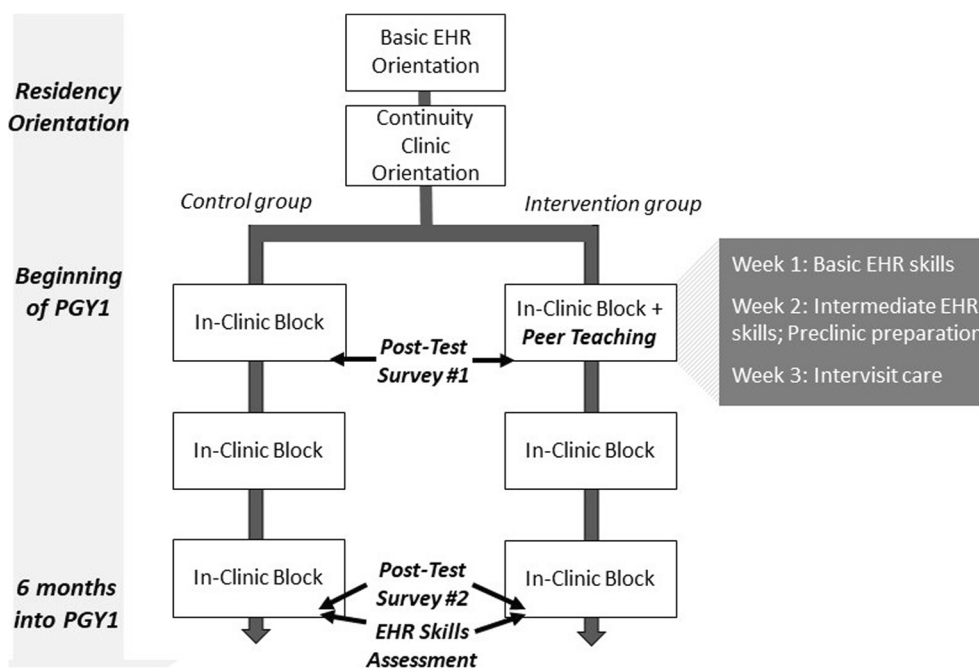 Basic EHR
Orientation
Residency
Orientation
Continuity
Clinic
Orientation
Control group
Intervention group
Beginning
of PGY1
In-Clinic Block
In-Clinic Block +
Peer Teaching
Week 1: Basic EHR skills
Week 2: Intermediate EHR
skills; Preclinic preparation
Week 3: Intervisit care
Post-Test
Survey #1
In-Clinic Block
In-Clinic Block
6 months
into PGY1
In-Clinic Block
Post-Test
Survey #2
EHR Skills
Assessment
In-Clinic Block